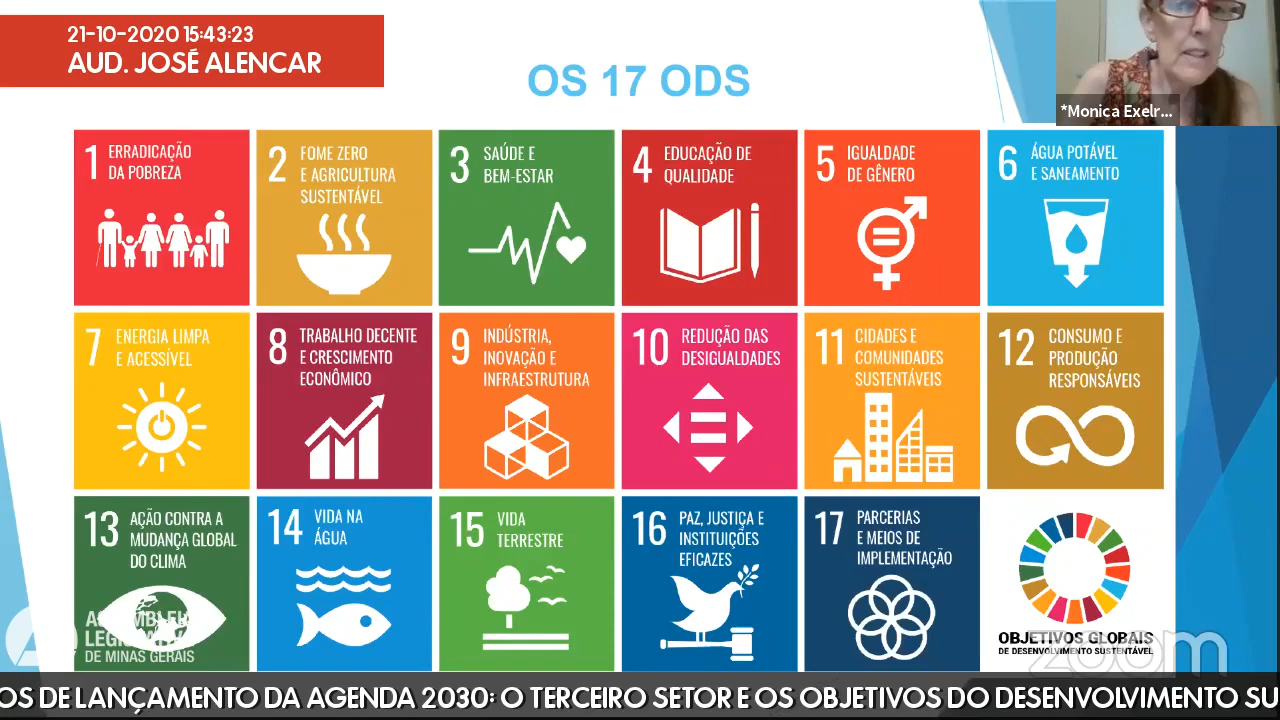 21-10-2020 15:43:23
AUD. JOSÉ ALENCAR
OS 17 ODS
*Monica Exelr...
1 ERRADICAÇÃO
DA POBREZA
2 FOME ZERO
E AGRICULTURA
SUSTENTÁVEL
3 SAÚDE E
BEM-ESTAR
4 EDUCAÇÃO DE
QUALIDADE
5 IGUALDADE
DE GÊNERO
6 ÁGUA POTÁVEL
E SANEAMENTO
7 ENERGIA LIMPA
E ACESSÍVEL
8 TRABALHO DECENTE
E CRESCIMENTO
ECONÔMICO
9 INDÚSTRIA,
INOVAÇÃO E
INFRAESTRUTURA
10 REDUÇÃO DAS
DESIGUALDADES
11 CIDADES E
COMUNIDADES
SUSTENTÁVEIS
12 CONSUMO E
PRODUÇÃO
RESPONSÁVEIS
13 AÇÃO CONTRA A
MUDANÇA GLOBAL
DO CLIMA
14 VIDA NA
ÁGUA
15 VIDA
TERRESTRE
16 PAZ, JUSTIÇA E
INSTITUIÇÕES
EFICAZES
17 PARCERIAS
E MEIOS DE
IMPLEMENTAÇÃO
OBJETIVOS GLOBAIS
DE DESENVOLVIMENTO SUSTENTÁVEL
ASSEMBLEIA
LEGISLATIVA
DE MINAS GERAIS
zoom
OS DE LANÇAMENTO DA AGENDA 2030: O TERCEIRO SETOR E OS OBJETIVOS DO DESENVOLVIMENTO SU